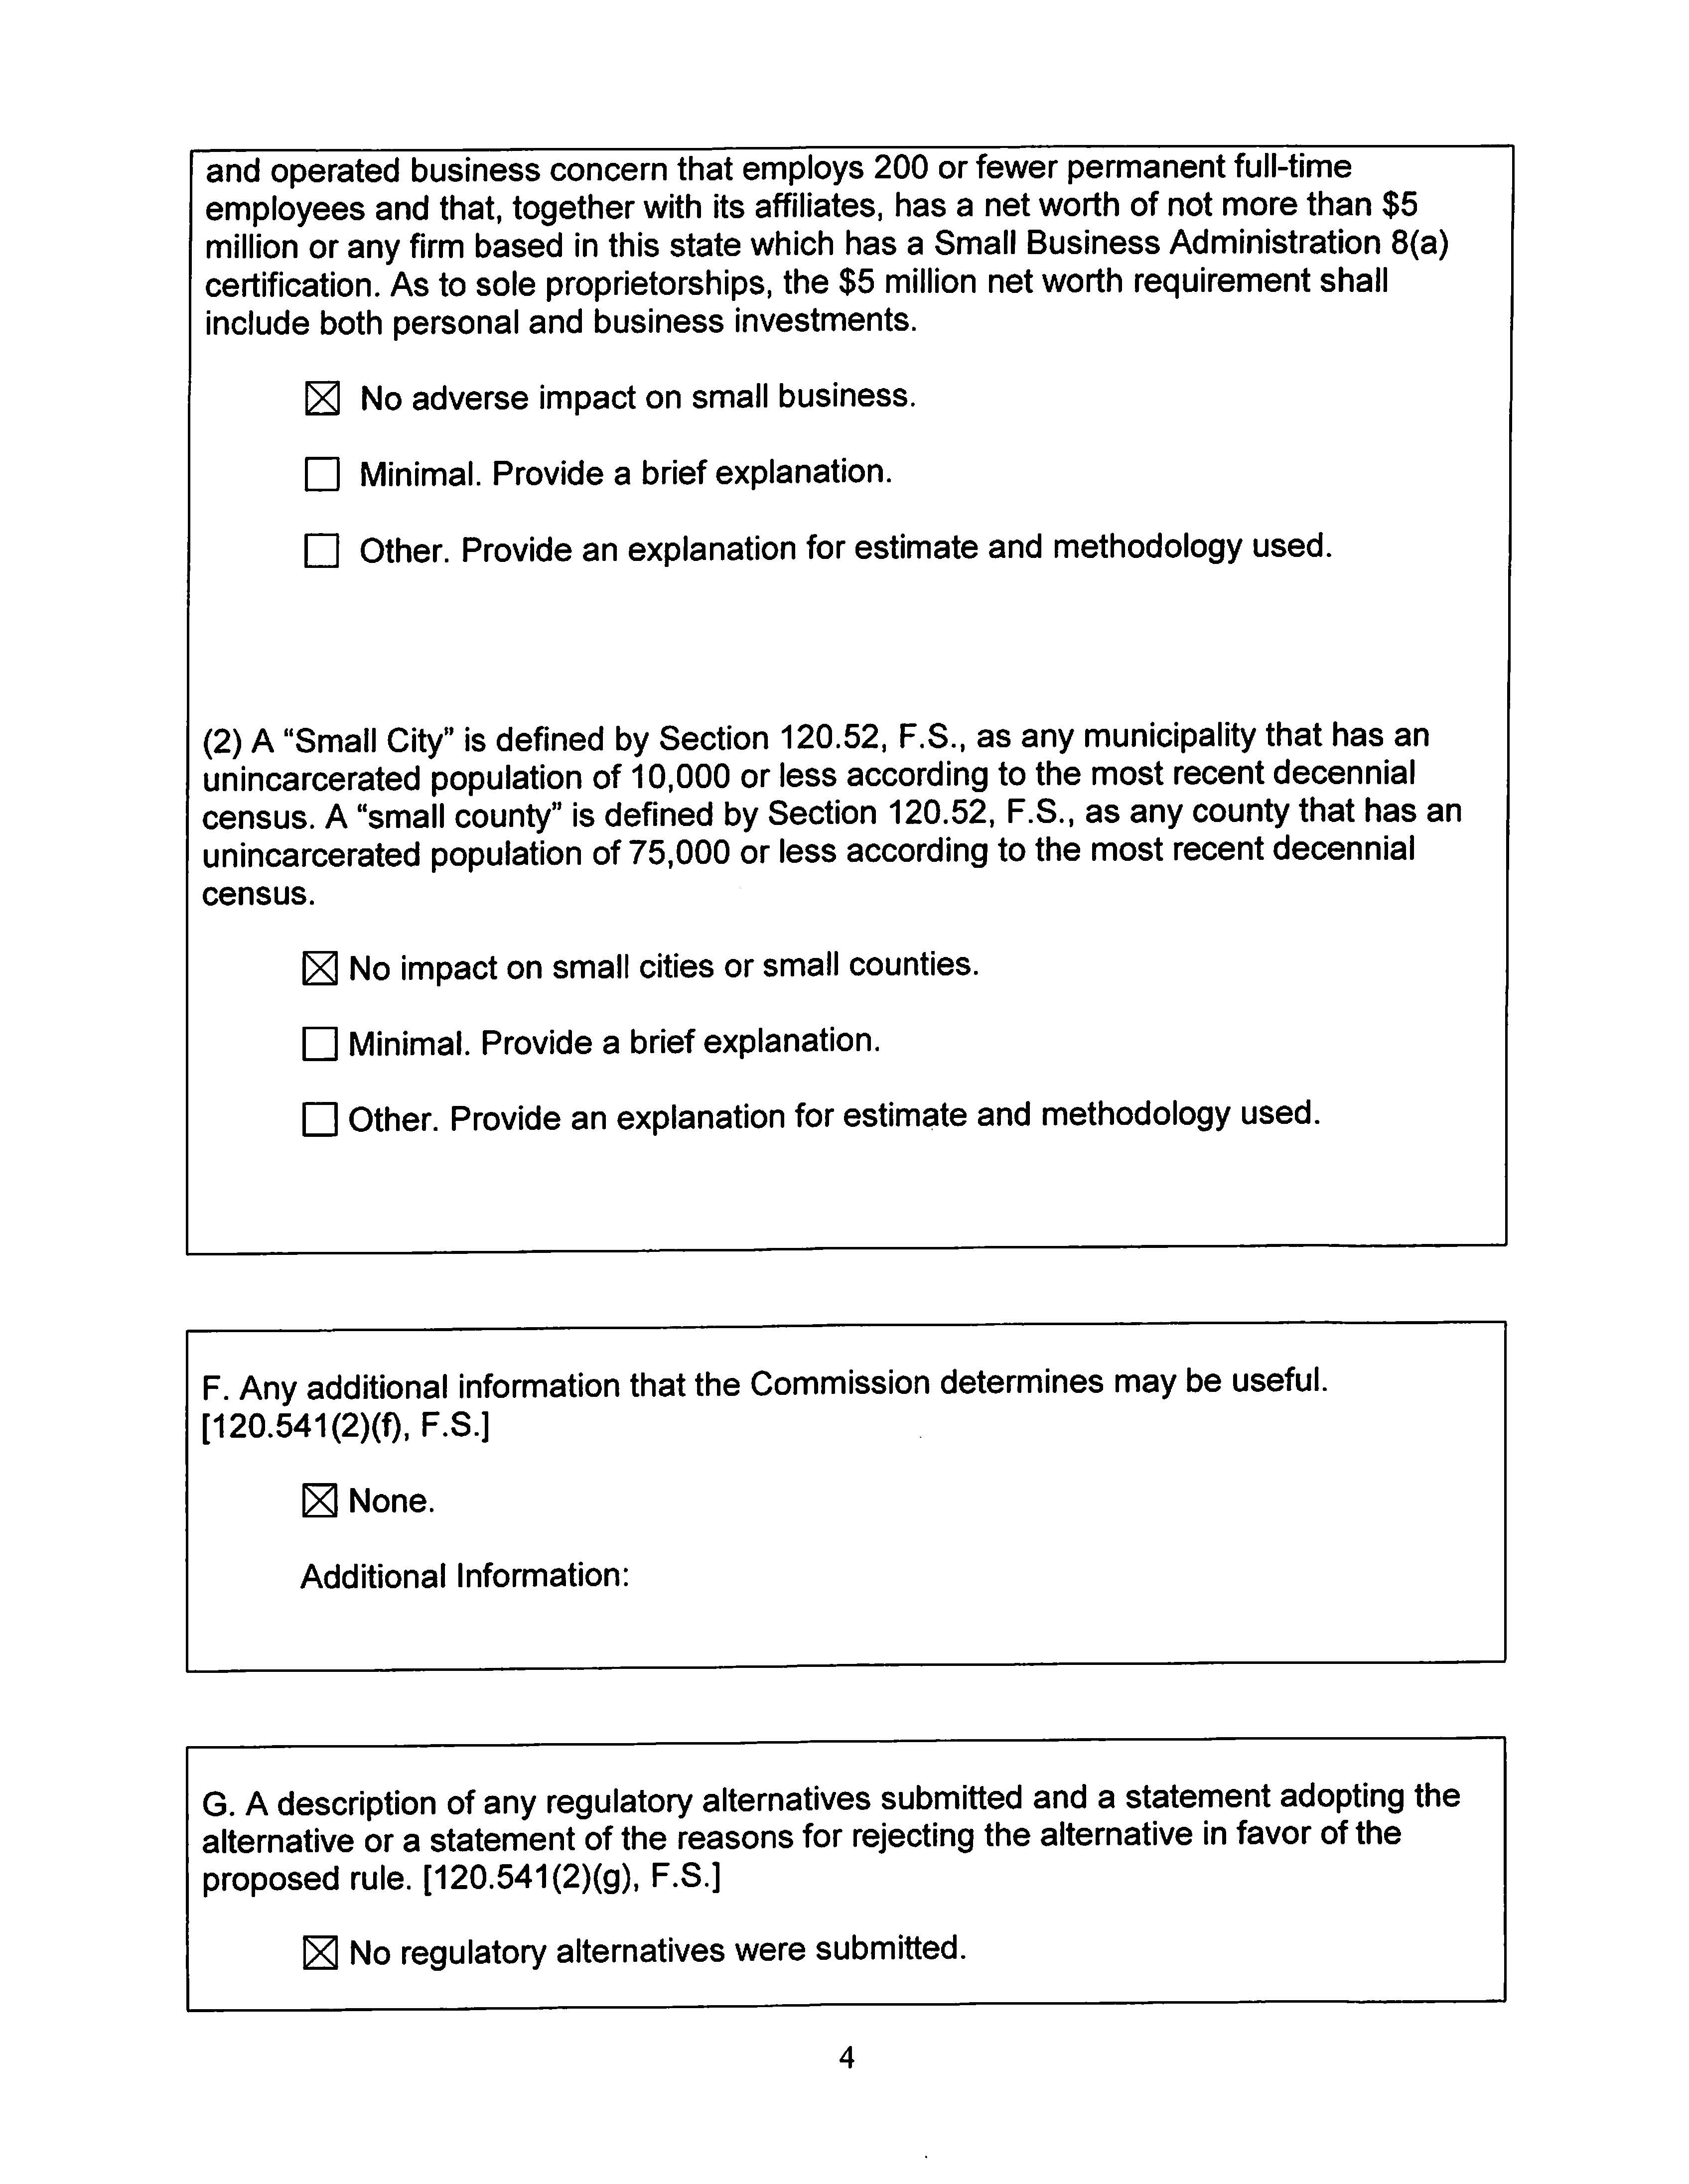 and operated business concern that employs 200 or fewer permanent full-time
employees and that, together with its affiliates, has a net worth of not more than $5
million or any firm based in this state which has a Small Business Administration 8(a)
certification. As to sole proprietorships, the $5 million net worth requirement shall
include both personal and business investments.
☒ No adverse impact on small business.
☐ Minimal. Provide a brief explanation.
☐ Other. Provide an explanation for estimate and methodology used.
(2) A “Small City” is defined by Section 120.52, F.S., as any municipality that has an
unincarcerated population of 10,000 or less according to the most recent decennial
census. A “small county” is defined by Section 120.52, F.S., as any county that has an
unincarcerated population of 75,000 or less according to the most recent decennial
census.
☒ No impact on small cities or small counties.
☐ Minimal. Provide a brief explanation.
☐ Other. Provide an explanation for estimate and methodology used.
F. Any additional information that the Commission determines may be useful.
[120.541(2)(f), F.S.]
☒ None.
Additional Information:
G. A description of any regulatory alternatives submitted and a statement adopting the
alternative or a statement of the reasons for rejecting the alternative in favor of the
proposed rule. [120.541(2)(g), F.S.]
☒ No regulatory alternatives were submitted.
4